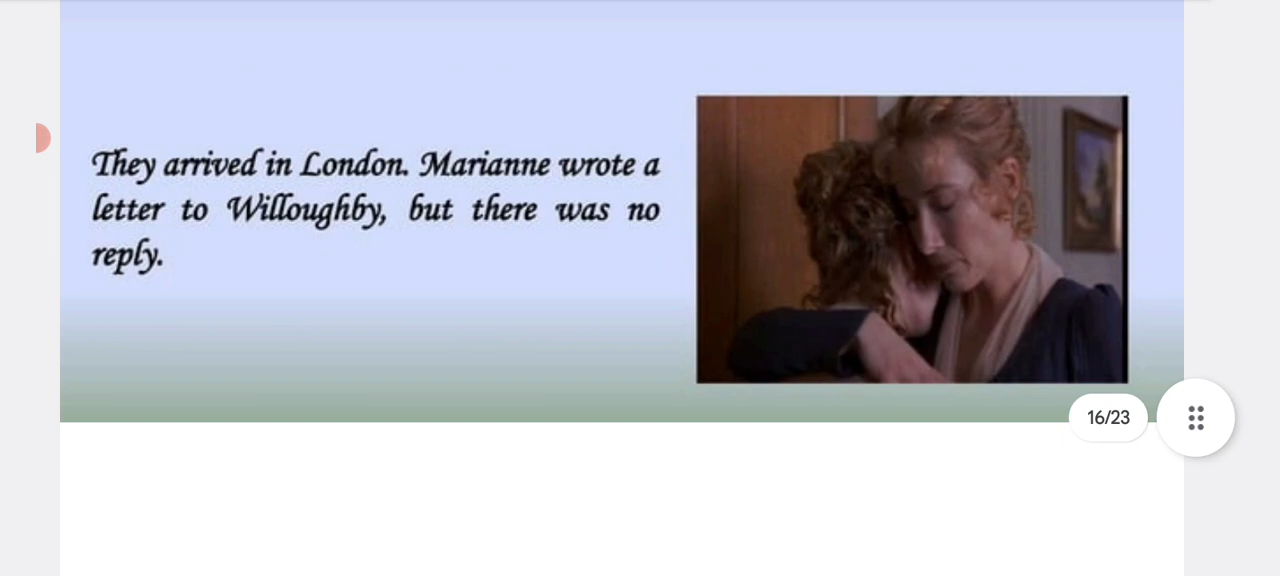 They arrived in London. Marianne wrote a
letter to Willoughby, but there was no
reply.
16/23